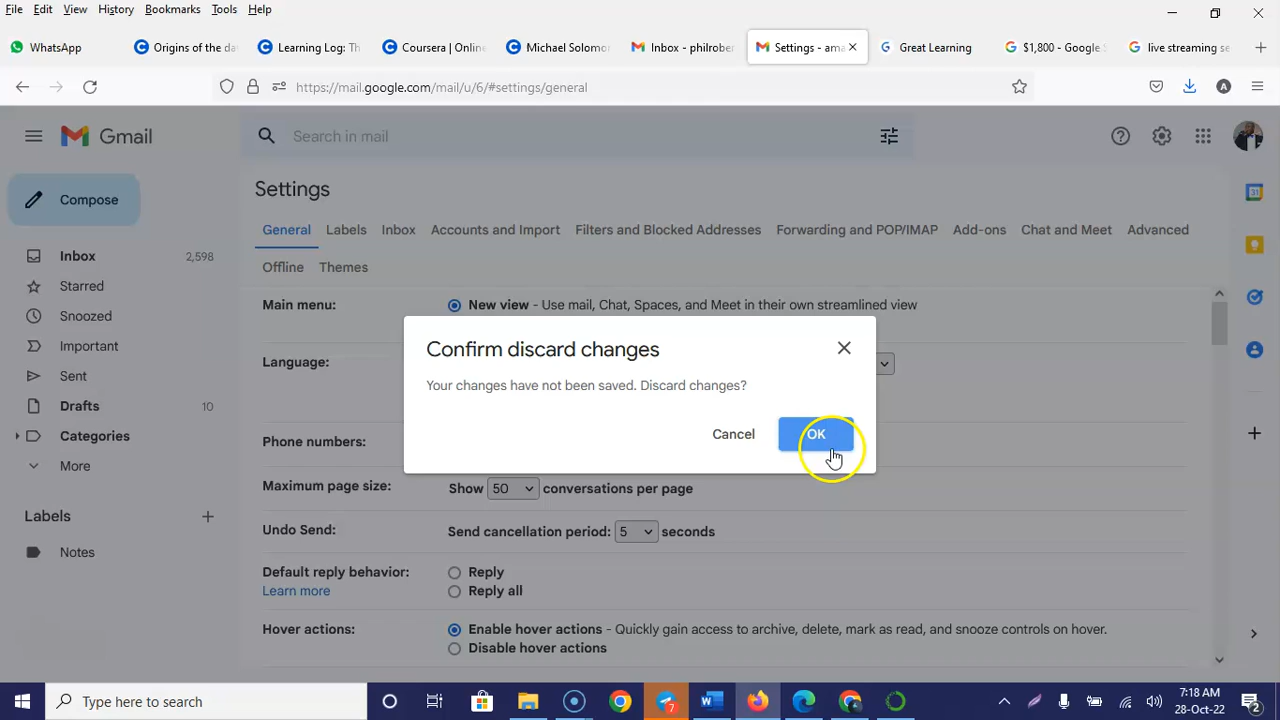 File Edit View History Bookmarks Tools Help
WhatsApp
Origins of the da
Learning Log: Th
Coursera | Online
Michael Solomo
Inbox - philrober
Settings - ama
Great Learning
$1,800 - Google S
live streaming se
https://mail.google.com/mail/u/6/#settings/general
A
Gmail
Search in mail
Compose
Settings
General Labels Inbox Accounts and Import Filters and Blocked Addresses Forwarding and POP/IMAP Add-ons Chat and Meet Advanced
Offline Themes
Inbox 2,598
Starred
Snoozed
Important
Sent
Drafts 10
Categories
More
Labels
Notes
Main menu: New view - Use mail, Chat, Spaces, and Meet in their own streamlined view
Language:
Confirm discard changes
Your changes have not been saved. Discard changes?
Cancel OK
Phone numbers:
Maximum page size: Show 50 conversations per page
Undo Send: Send cancellation period: 5 seconds
Default reply behavior: Reply
Learn more Reply all
Hover actions: Enable hover actions - Quickly gain access to archive, delete, mark as read, and snooze controls on hover.
Disable hover actions
31
Type here to search
7
7:18 AM
28-Oct-22
2